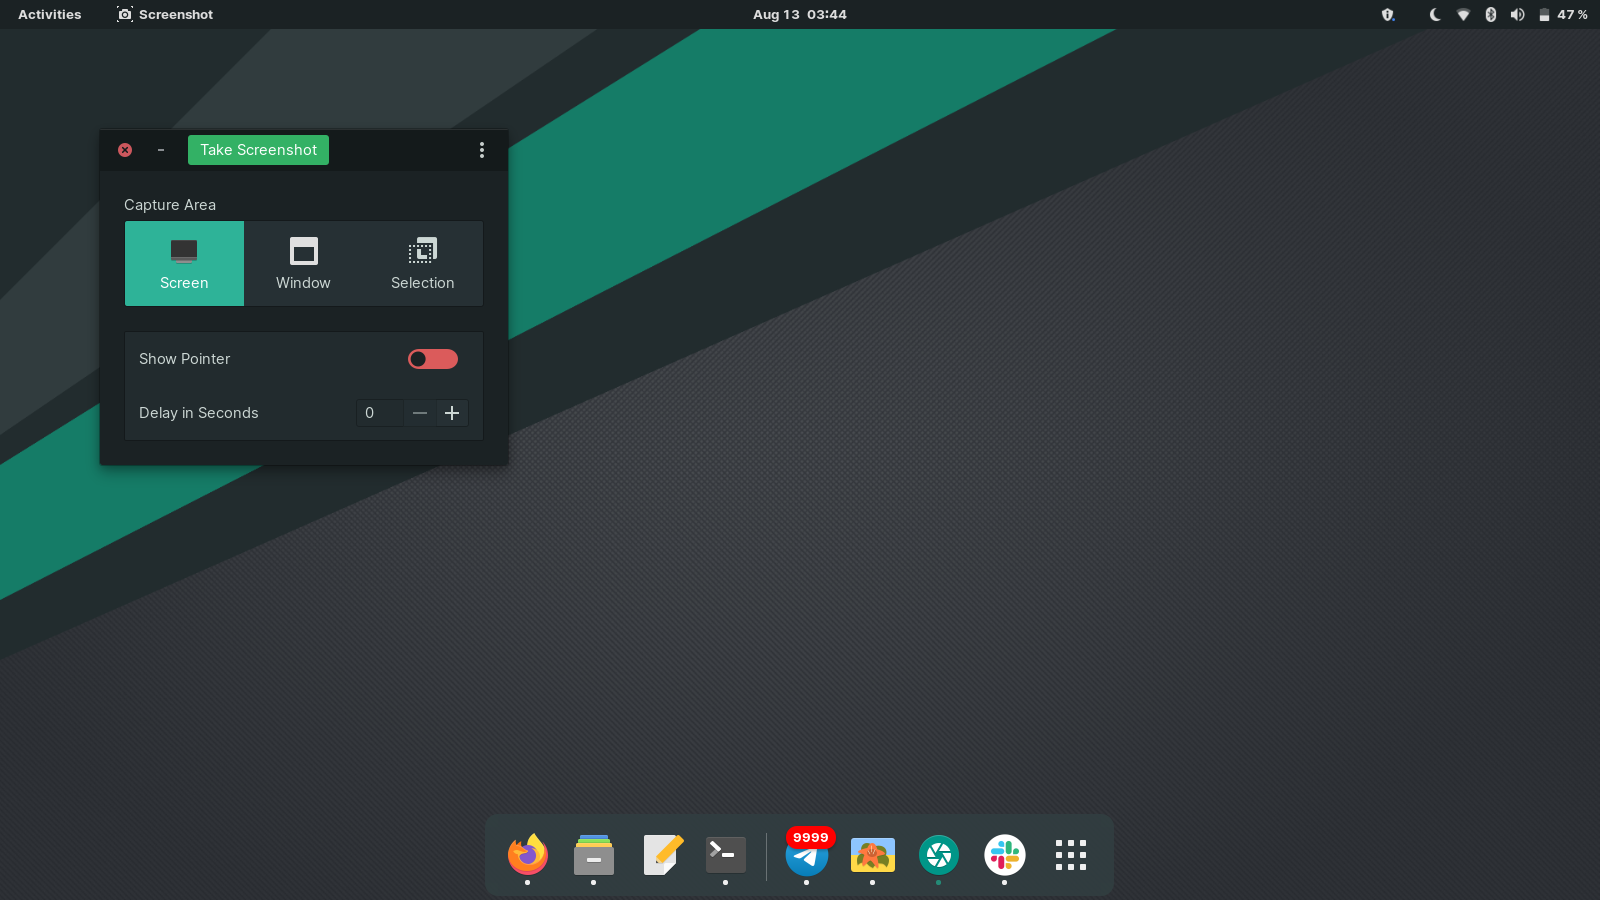 Activities
Screenshot
Aug 13 03:44
47 %
Take Screenshot
Capture Area
Screen
Window
Selection
Show Pointer
Delay in Seconds
0
9999